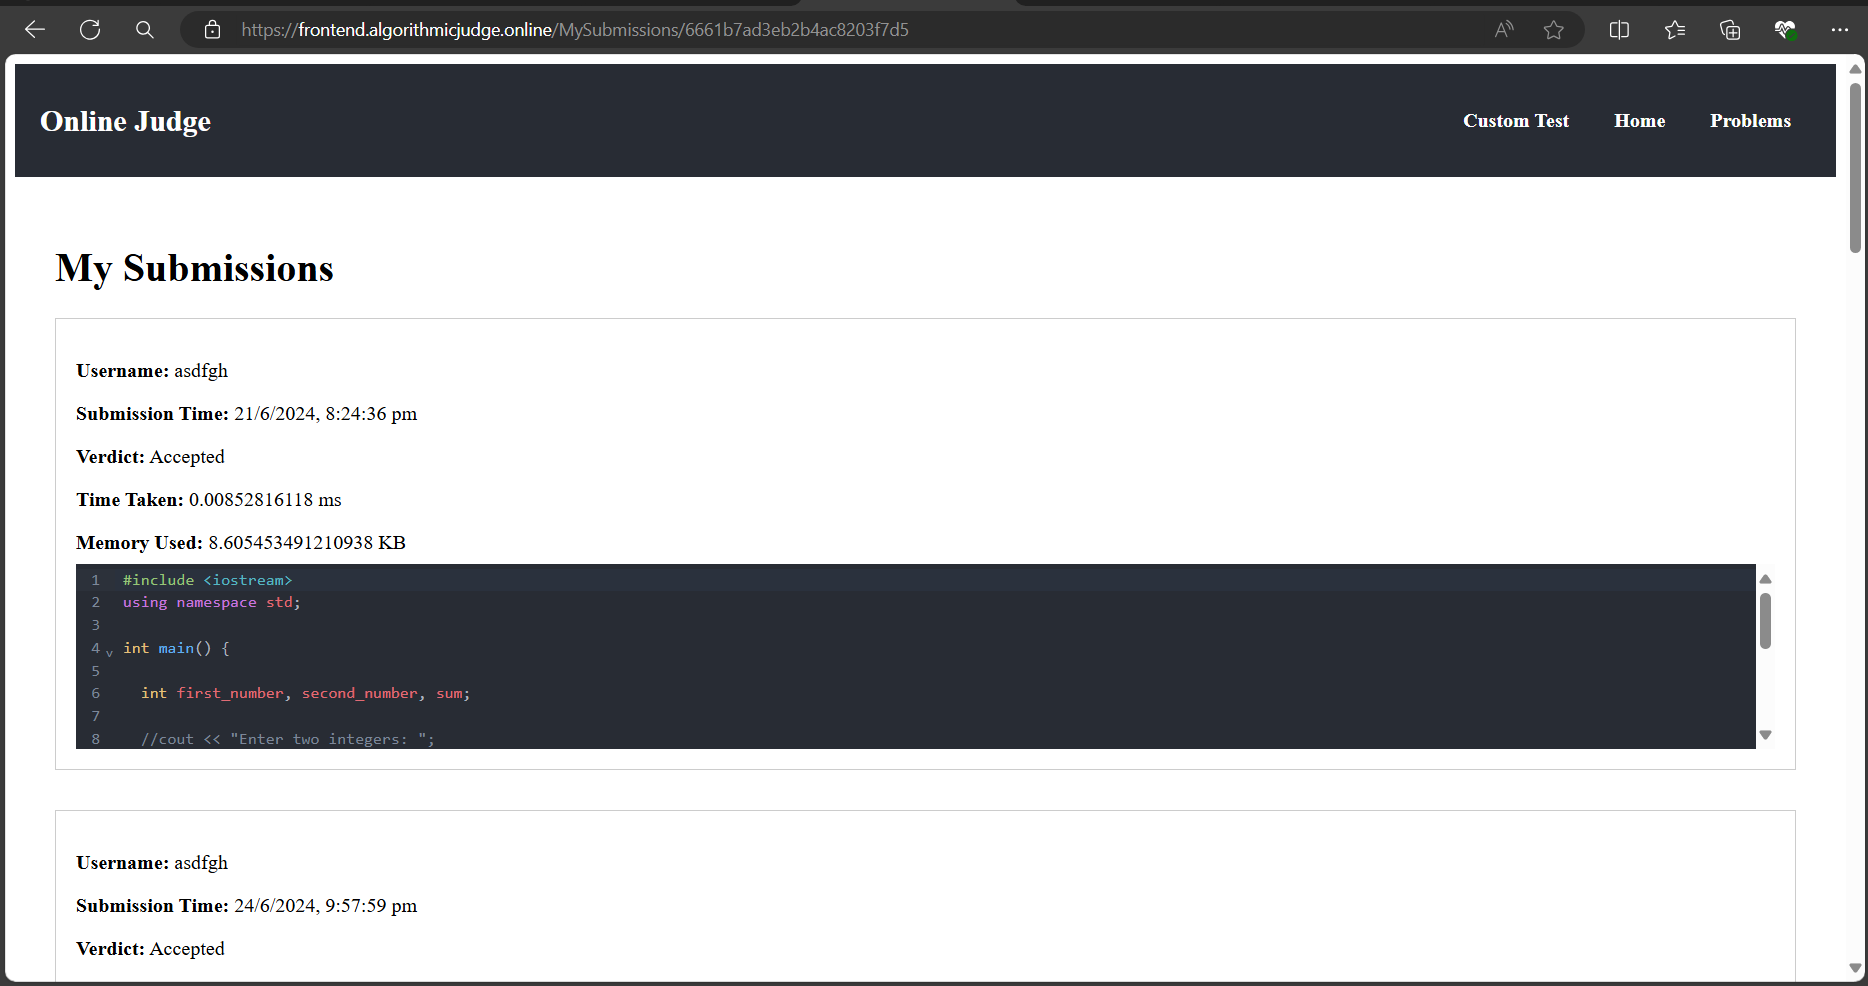 https://frontend.algorithmicjudge.online/MySubmissions/6661b7ad3eb2b4ac8203f7d5
Online Judge
Custom Test Home Problems
My Submissions
Username: asdfgh
Submission Time: 21/6/2024, 8:24:36 pm
Verdict: Accepted
Time Taken: 0.00852816118 ms
Memory Used: 8.605453491210938 KB
1 #include <iostream>
2 using namespace std;
3
4 int main() {
5
6 int first_number, second_number, sum;
7
8 //cout << "Enter two integers: ";
Username: asdfgh
Submission Time: 24/6/2024, 9:57:59 pm
Verdict: Accepted